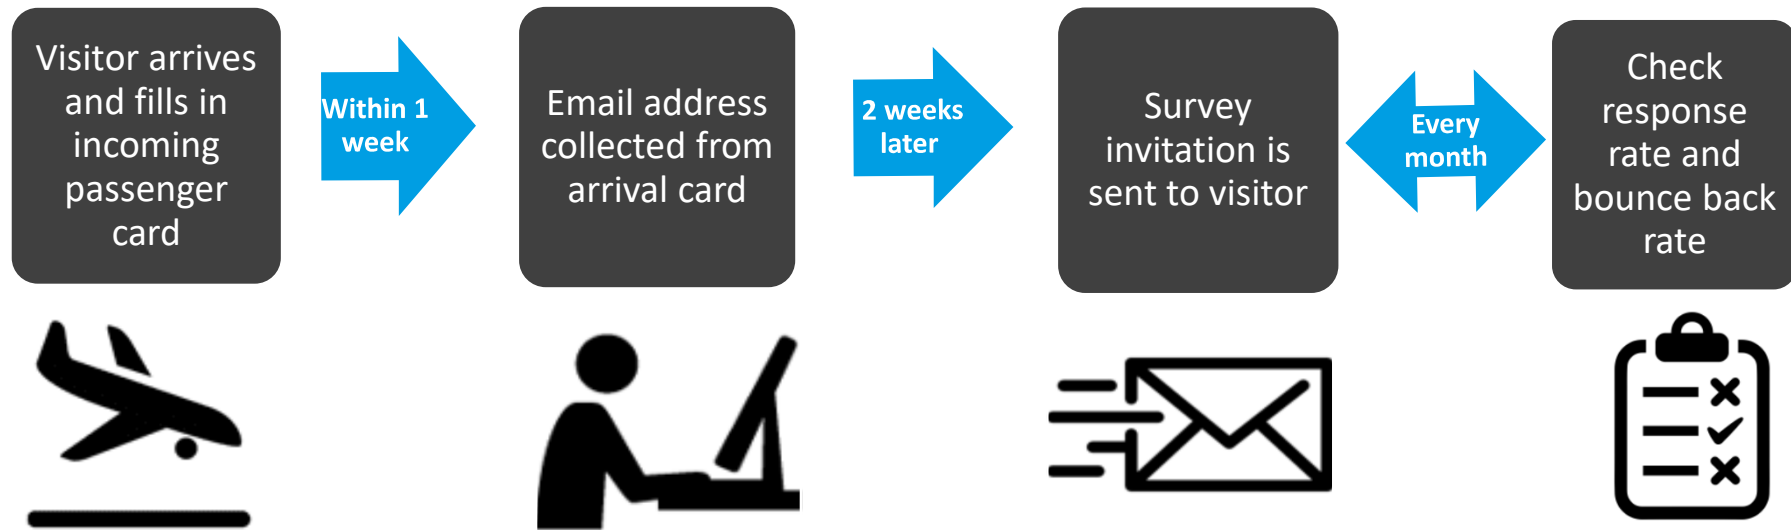 Visitor arrives
and fills in
incoming
passenger
card
Within 1
week
Email address
collected from
arrival card
2 weeks
later
Survey
invitation is
sent to visitor
Every
month
Check
response
rate and
bounce back
rate